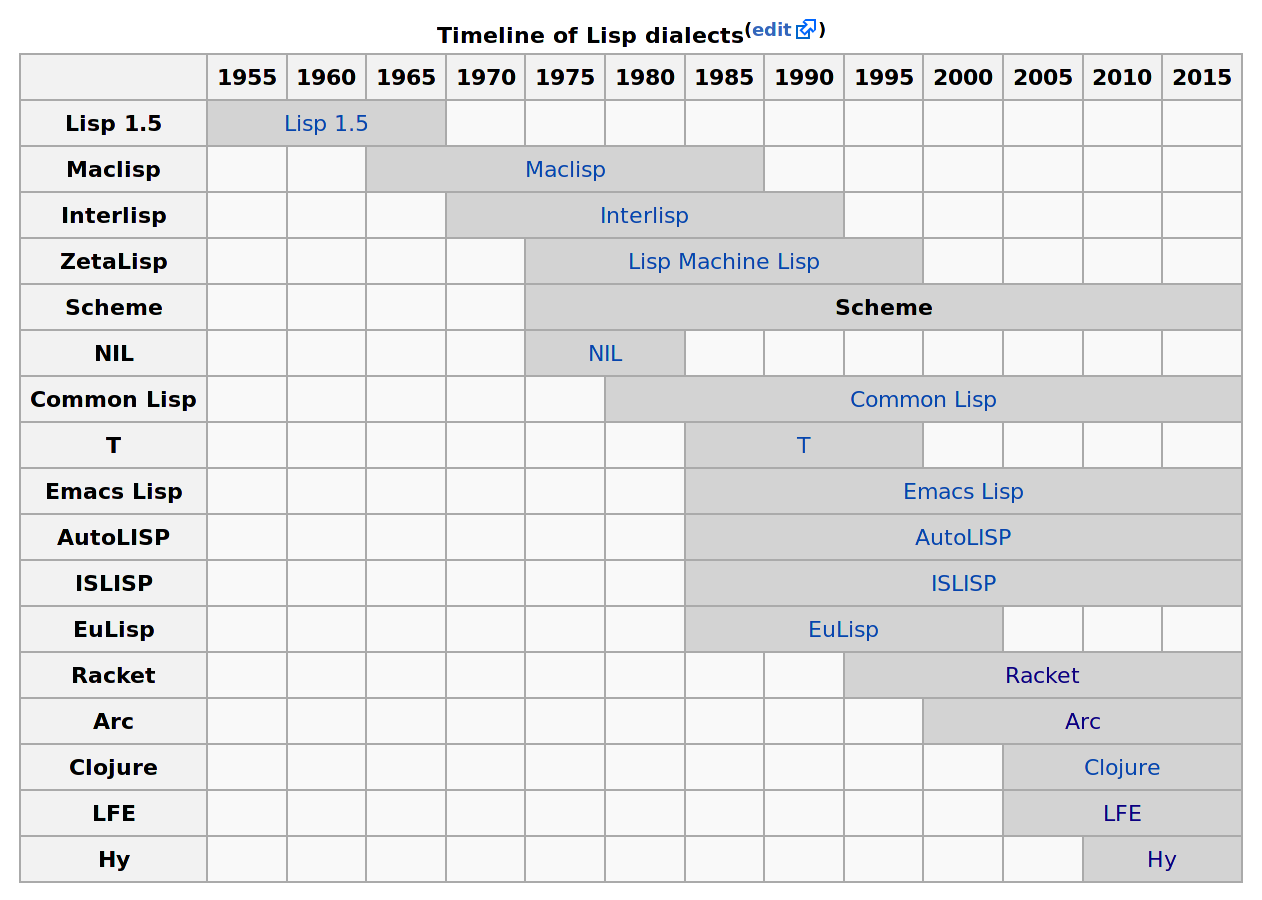 Timeline of Lisp dialects(edit)
1955 1960 1965 1970 1975 1980 1985 1990 1995 2000 2005 2010 2015
Lisp 1.5 Lisp 1.5
Maclisp Maclisp
Interlisp Interlisp
ZetaLisp Lisp Machine Lisp
Scheme Scheme
NIL NIL
Common Lisp Common Lisp
T T
Emacs Lisp Emacs Lisp
AutoLISP AutoLISP
ISLISP ISLISP
EuLisp EuLisp
Racket Racket
Arc Arc
Clojure Clojure
LFE LFE
Hy Hy